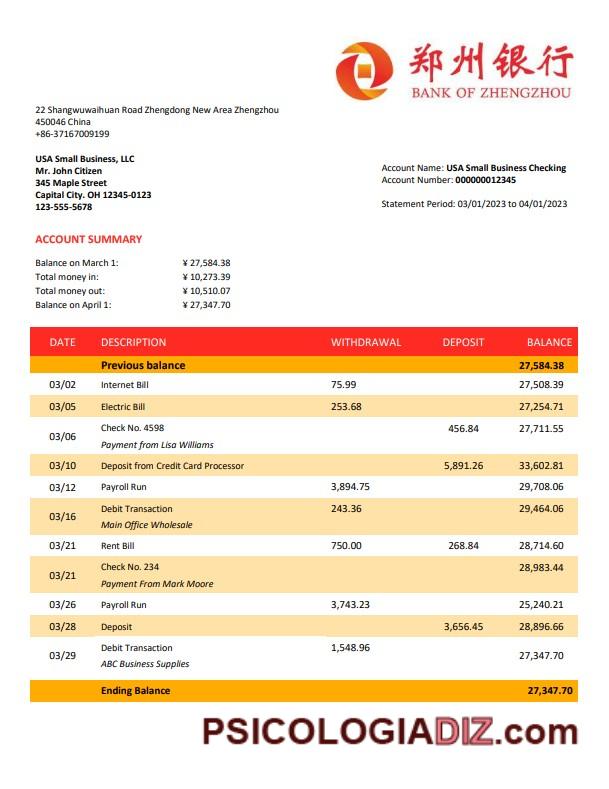 郑州银行
BANK OF ZHENGZHOU
22 Shangwuwaihuan Road Zhengdong New Area Zhengzhou
450046 China
+86-37167009199
USA Small Business, LLC
Mr. John Citizen
345 Maple Street
Capital City. OH 12345-0123
123-555-5678
Account Name: USA Small Business Checking
Account Number: 000000012345
Statement Period: 03/01/2023 to 04/01/2023
ACCOUNT SUMMARY
Balance on March 1: ¥ 27,584.38
Total money in: ¥ 10,273.39
Total money out: ¥ 10,510.07
Balance on April 1: ¥ 27,347.70
DATE DESCRIPTION WITHDRAWAL DEPOSIT BALANCE
Previous balance 27,584.38
03/02 Internet Bill 75.99 27,508.39
03/05 Electric Bill 253.68 27,254.71
03/06 Check No. 4598 456.84 27,711.55
Payment from Lisa Williams
03/10 Deposit from Credit Card Processor 5,891.26 33,602.81
03/12 Payroll Run 3,894.75 29,708.06
03/16 Debit Transaction 243.36 29,464.06
Main Office Wholesale
03/21 Rent Bill 750.00 268.84 28,714.60
03/21 Check No. 234 28,983.44
Payment From Mark Moore
03/26 Payroll Run 3,743.23 25,240.21
03/28 Deposit 3,656.45 28,896.66
03/29 Debit Transaction 1,548.96 27,347.70
ABC Business Supplies
Ending Balance 27,347.70
PSICOLOGIADIZ.com